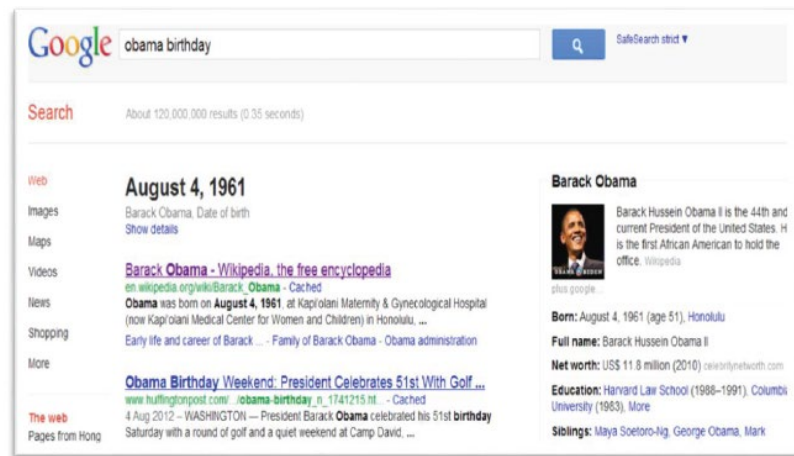 Google
obama birthday
SafeSearch strict ▼
Search
About 120,000,000 results (0.35 seconds)
Web
Images
Maps
Videos
News
Shopping
More
The web
Pages from Hong
August 4, 1961
Barack Obama, Date of birth
Show details
Barack Obama - Wikipedia, the free encyclopedia
en.wikipedia.org/wiki/Barack_Obama - Cached
Obama was born on August 4, 1961, at Kapi'olani Maternity & Gynecological Hospital
(now Kapi'olani Medical Center for Women and Children) in Honolulu, ...
Early life and career of Barack ... - Family of Barack Obama - Obama administration
Obama Birthday Weekend: President Celebrates 51st With Golf ...
www.huffingtonpost.com/.../obama-birthday_n_1741215.ht... - Cached
4 Aug 2012 – WASHINGTON — President Barack Obama celebrated his 51st birthday
Saturday with a round of golf and a quiet weekend at Camp David, ...
Barack Obama
Barack Hussein Obama II is the 44th and
current President of the United States. H
is the first African American to hold the
office. Wikipedia
plus.google...
Born: August 4, 1961 (age 51), Honolulu
Full name: Barack Hussein Obama II
Net worth: US$ 11.8 million (2010) celebritynetworth.com
Education: Harvard Law School (1988–1991), Columbi
University (1983), More
Siblings: Maya Soetoro-Ng, George Obama, Mark